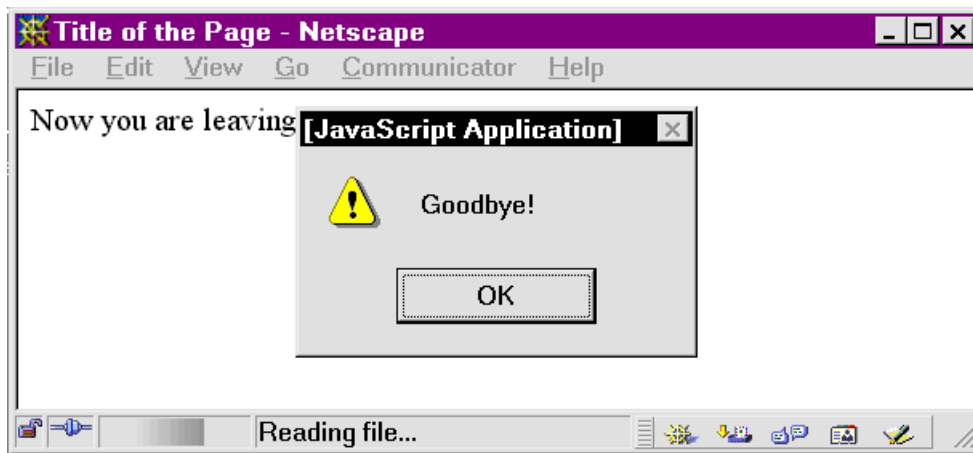 Title of the Page - Netscape
File Edit View Go Communicator Help
Now you are leaving
[JavaScript Application]
Goodbye!
OK
Reading file...